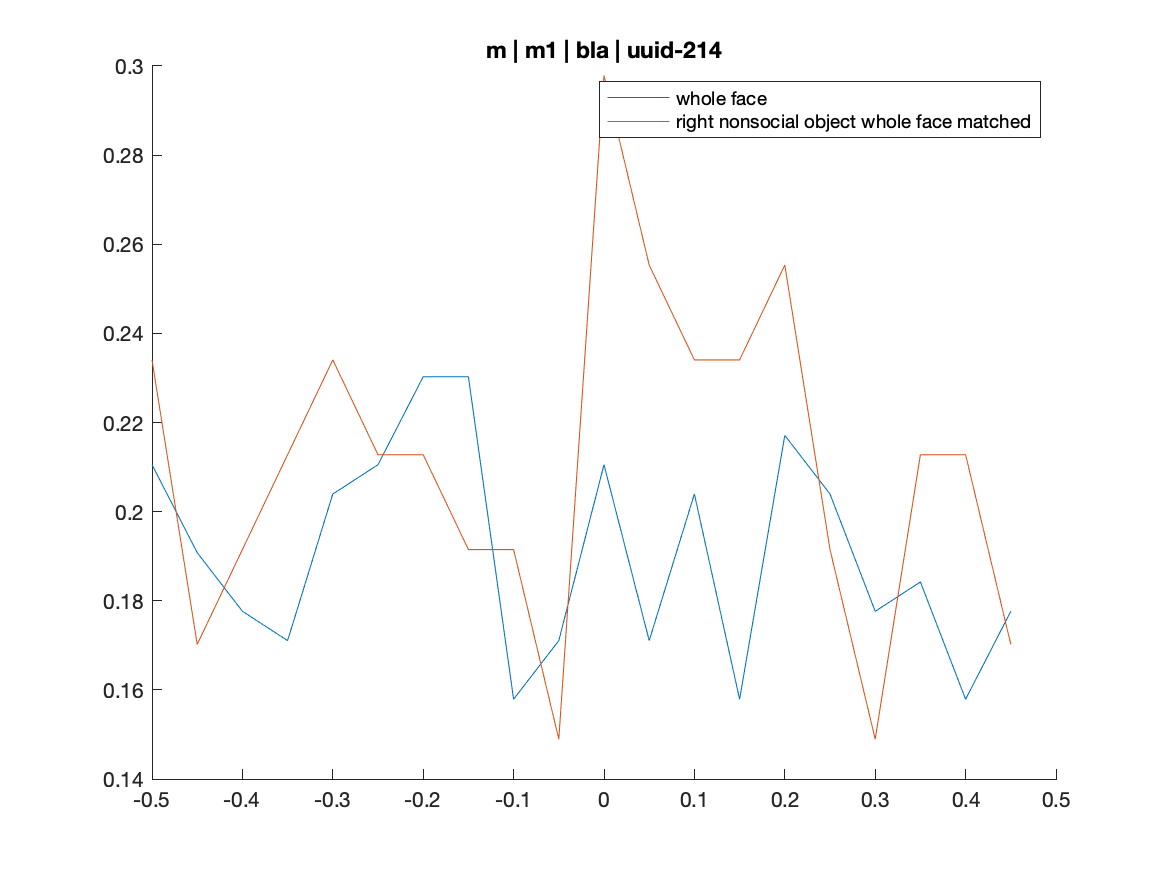 m | m1 | bla | uuid-214
0.3
whole face
right nonsocial object whole face matched
0.28
0.26
0.24
0.22
0.2
0.18
0.16
0.14
-0.5 -0.4 -0.3 -0.2 -0.1 0 0.1 0.2 0.3 0.4 0.5